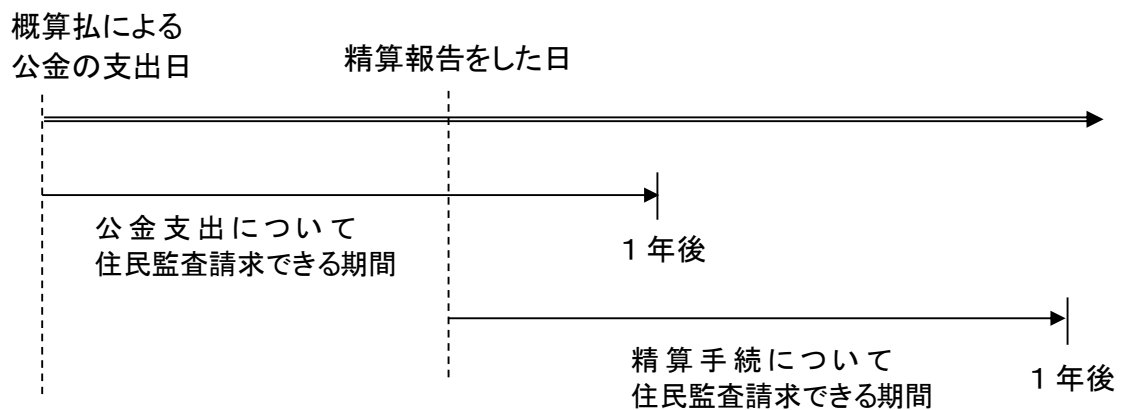 概算払による
公金の支出日
精算報告をした日
公金支出について
住民監査請求できる期間
１年後
精算手続について
住民監査請求できる期間
１年後